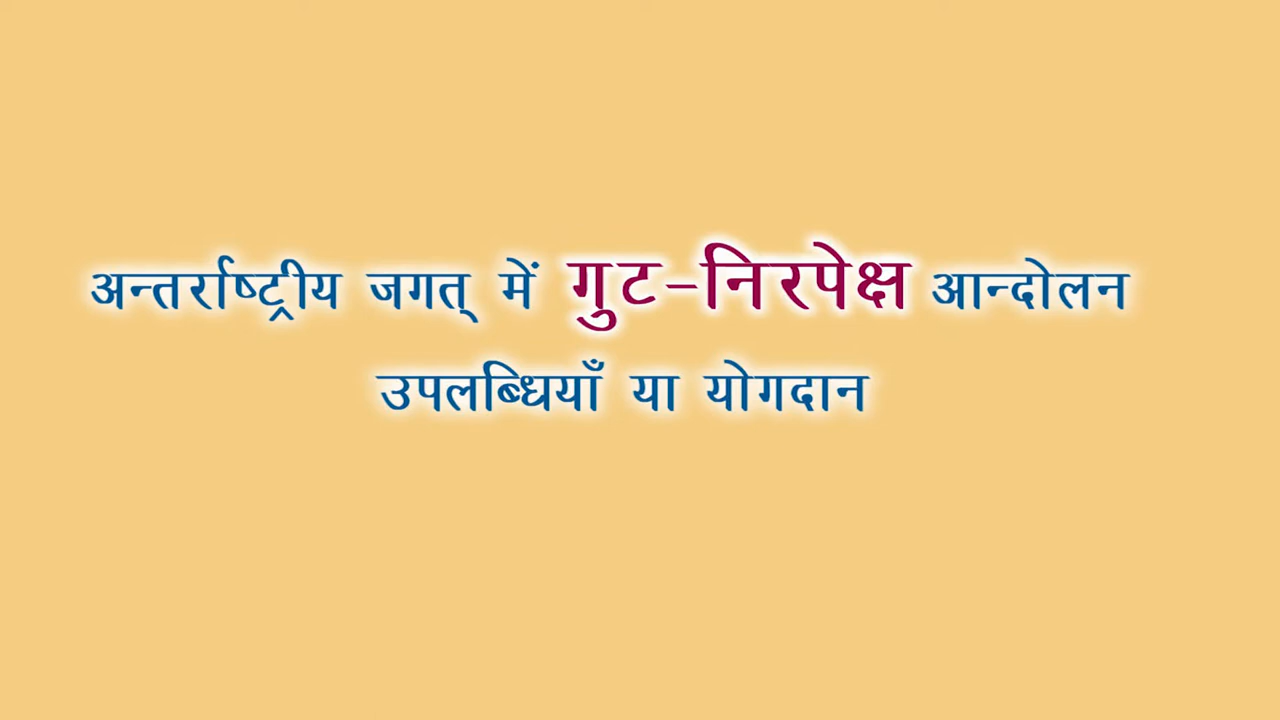 अन्तर्राष्ट्रीय जगत् में गुट-निरपेक्ष आन्दोलन
उपलब्धियाँ या योगदान